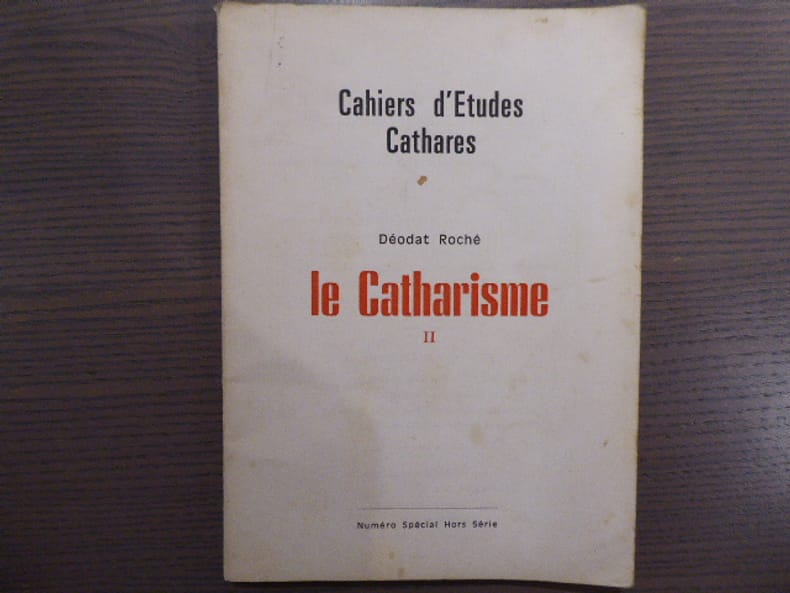 Cahiers d'Etudes
Cathares
Déodat Roché
le Catharisme
II
Numéro Spécial Hors Série